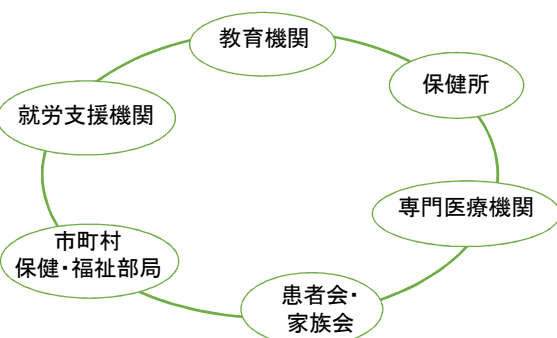 教育機関
保健所
就労支援機関
専門医療機関
市町村
保健・福祉部局
患者会・
家族会